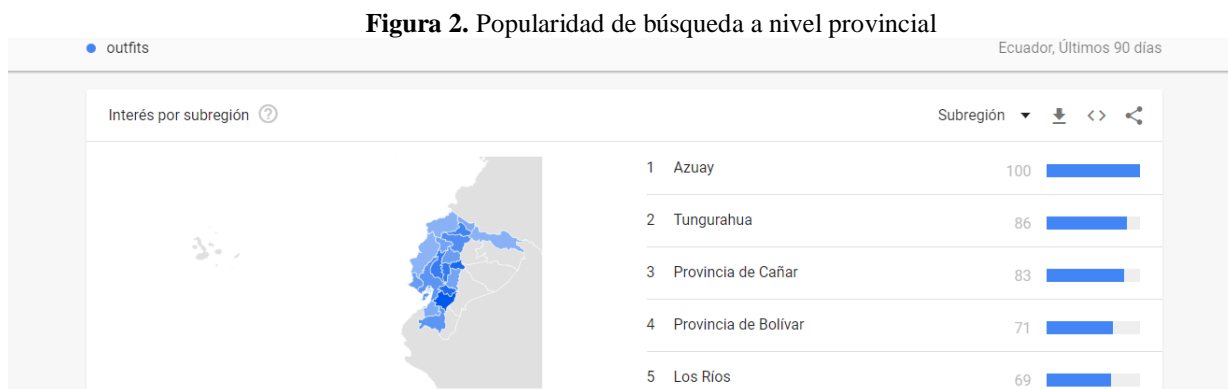 Figura 2. Popularidad de búsqueda a nivel provincial
outfits Ecuador, Últimos 90 días
Interés por subregión ? Subregión
1 Azuay 100
2 Tungurahua 86
3 Provincia de Cañar 83
4 Provincia de Bolívar 71
5 Los Ríos 69